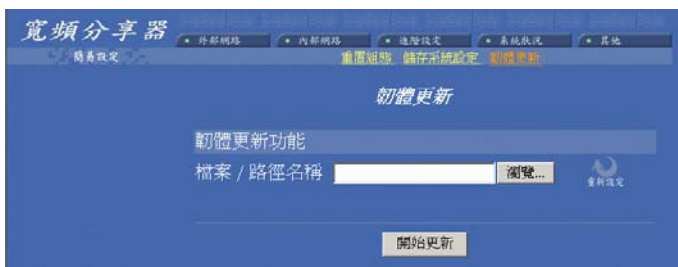 寬頻分享器
外部網路 內部網路 進階設定 系統狀況 其他
簡易設定
重置組態 儲存系統設定 韌體更新
韌體更新
韌體更新功能
檔案 / 路徑名稱 瀏覽... 重新設定
開始更新